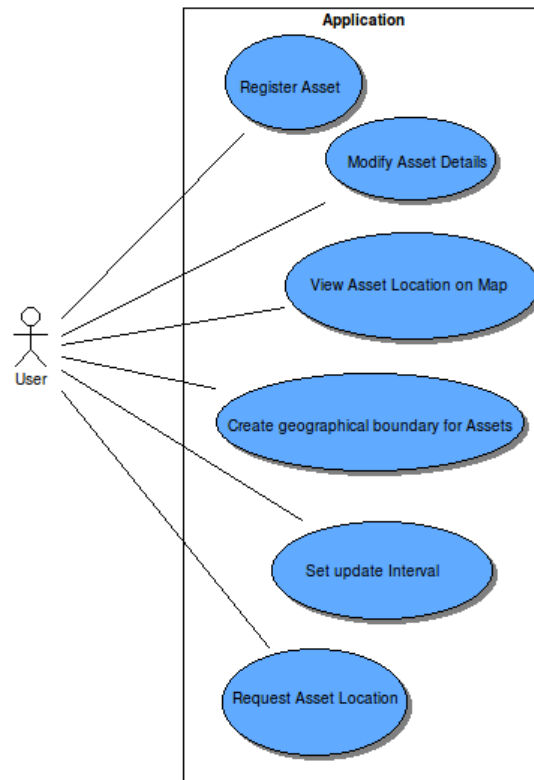 Application
Register Asset
Modify Asset Details
View Asset Location on Map
User
Create geographical boundary for Assets
Set update Interval
Request Asset Location